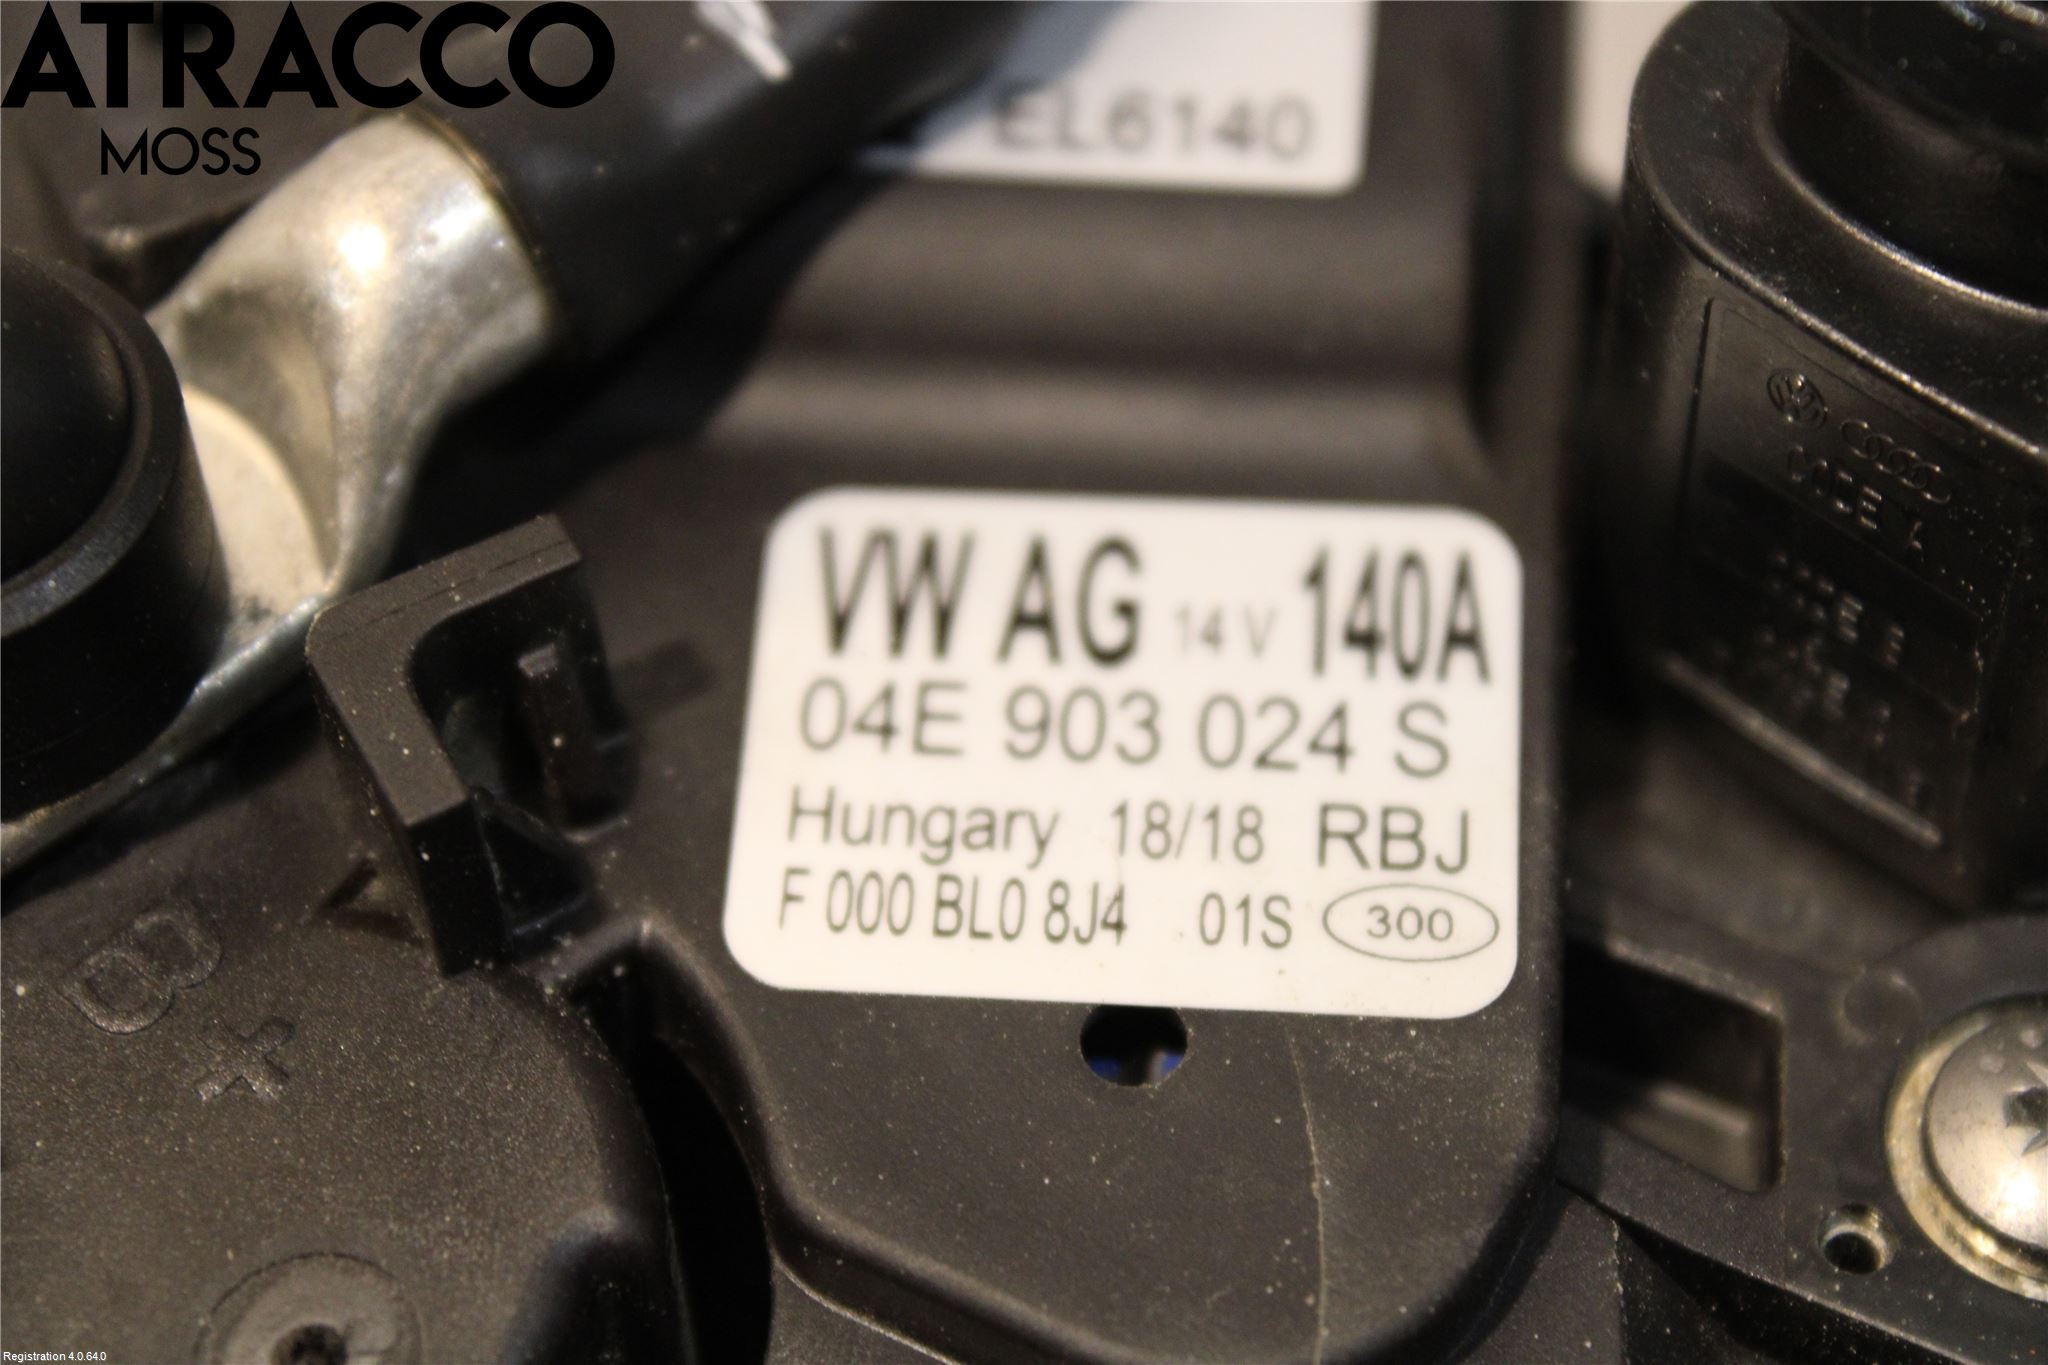 ATRACCO
MOSS
EL6140
VW AG 14 V 140A
04E 903 024 S
Hungary 18/18 RBJ
F 000 BL0 8J4 01S 300
CODE A
B+
Registration 4.0.64.0